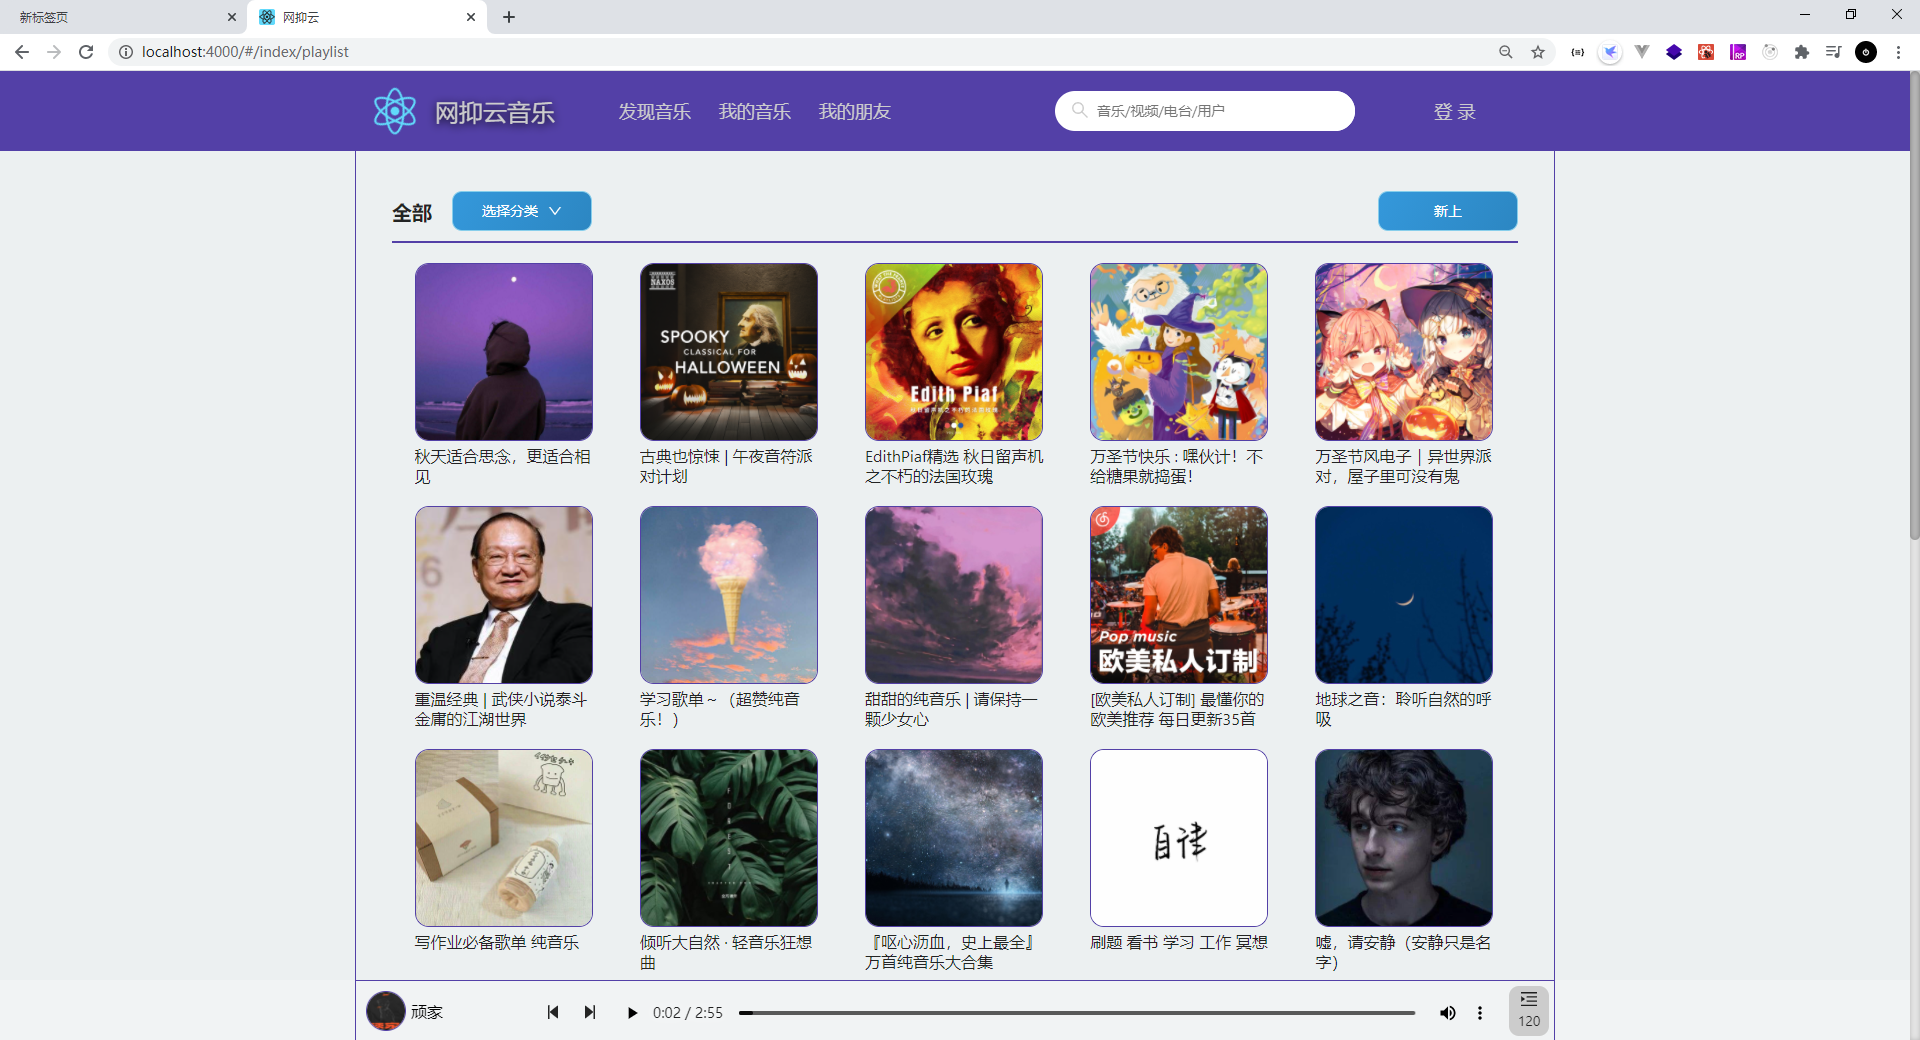 新标签页
网抑云
localhost:4000/#/index/playlist
网抑云音乐
发现音乐
我的音乐
我的朋友
音乐/视频/电台/用户
登 录
全部
选择分类
新上
NAXOS
SPOOKY
CLASSICAL FOR
HALLOWEEN
Edith Piaf
秋天适合思念，更适合相
见
古典也惊悚 | 午夜音符派
对计划
EdithPiaf精选 秋日留声机
之不朽的法国玫瑰
万圣节快乐 : 嘿伙计！不
给糖果就捣蛋！
万圣节风电子｜异世界派
对，屋子里可没有鬼
6
Pop music
欧美私人订制
重温经典 | 武侠小说泰斗
金庸的江湖世界
学习歌单～（超赞纯音
乐！）
甜甜的纯音乐 | 请保持一
颗少女心
[欧美私人订制] 最懂你的
欧美推荐 每日更新35首
地球之音：聆听自然的呼
吸
FOREST
自律
写作业必备歌单 纯音乐
倾听大自然 · 轻音乐狂想
曲
『呕心沥血，史上最全』
万首纯音乐大合集
刷题 看书 学习 工作 冥想
嘘，请安静（安静只是名
字）
顽家
0:02 / 2:55
120